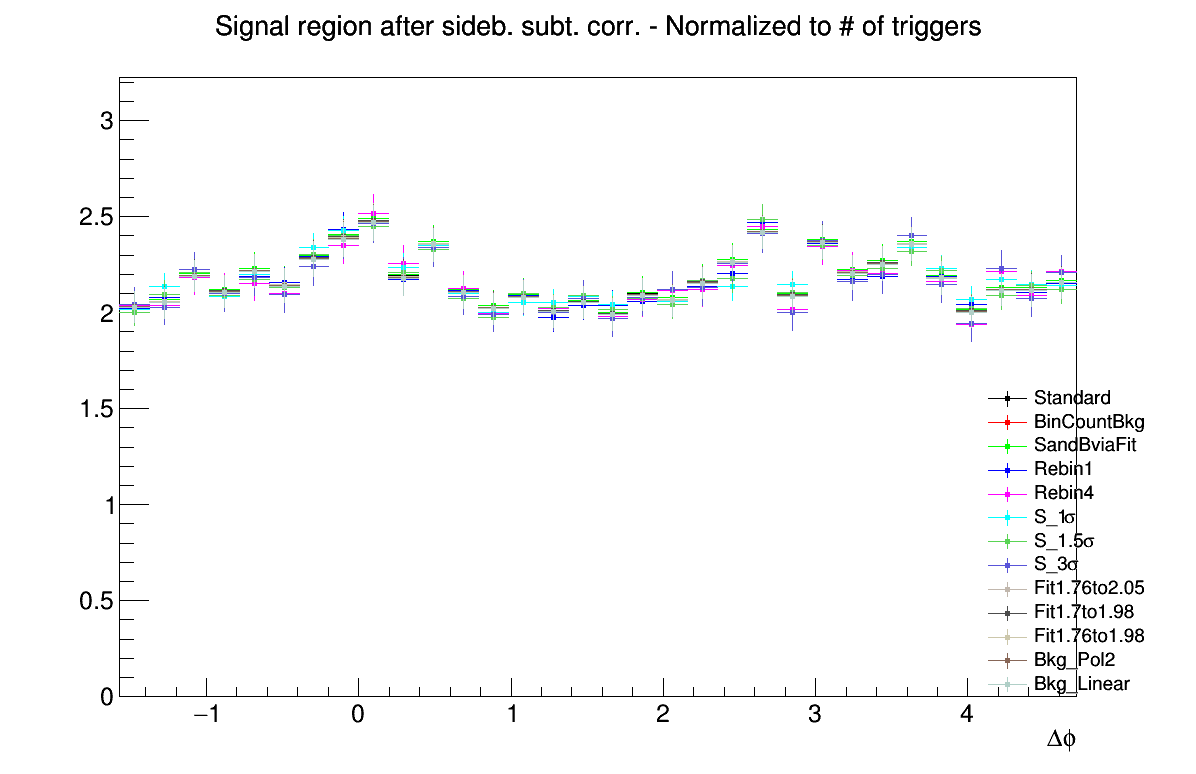 Signal region after sideb. subt. corr. - Normalized to # of triggers
3
2.5
2
1.5
1
0.5
0
−1 0 1 2 3 4
Δϕ
Standard
BinCountBkg
SandBviaFit
Rebin1
Rebin4
S_1σ
S_1.5σ
S_3σ
Fit1.76to2.05
Fit1.7to1.98
Fit1.76to1.98
Bkg_Pol2
Bkg_Linear